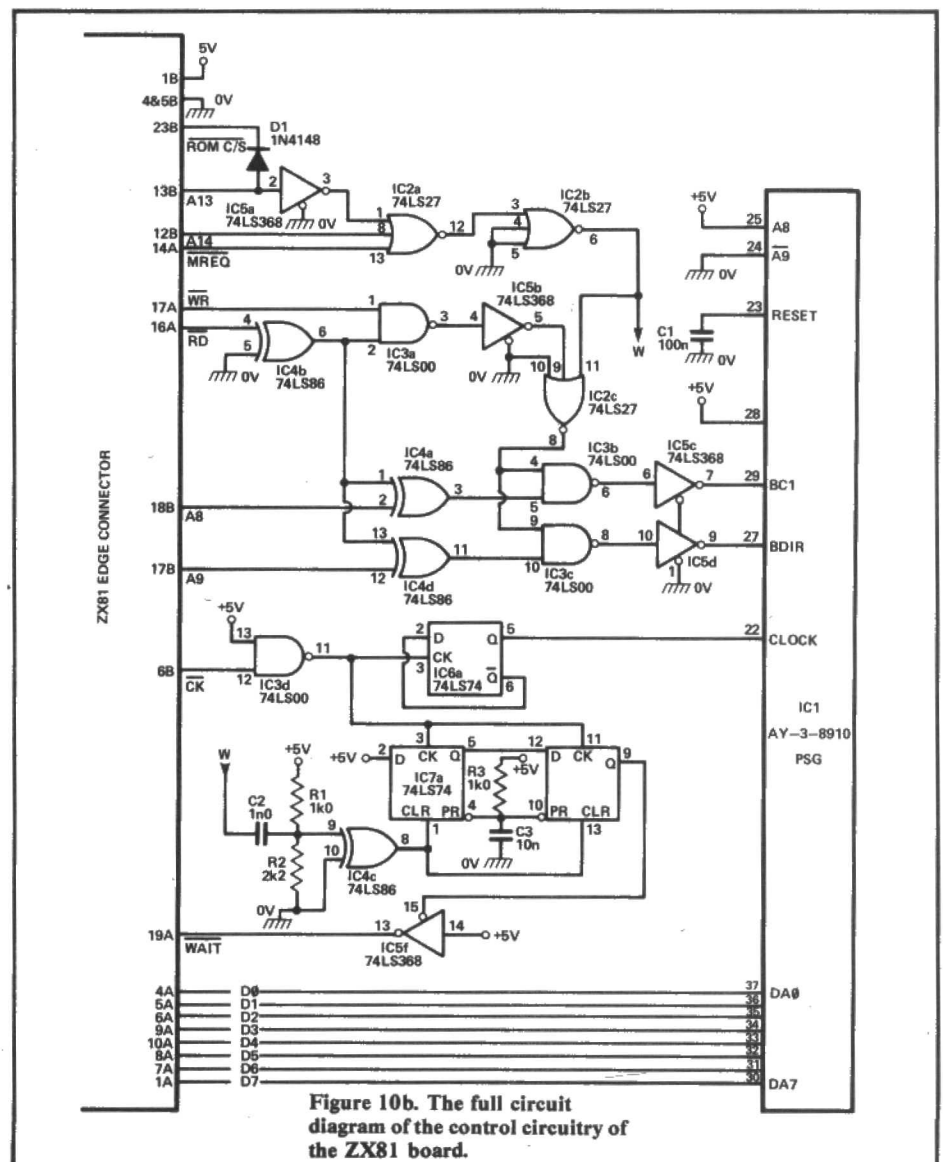 5V
1B
4&5B
0V
23B
D1
1N4148
ROM C/S
2
3
IC2a
74LS27
IC2b
74LS27
13B
A13
IC5a
74LS368
0V
1
8
12
13
3
4
5
6
0V
12B
A14
14A
MREQ
+5V
25
A8
24
A9
0V
17A
WR
16A
RD
1
2
3
IC3a
74LS00
IC5b
74LS368
4
5
0V
10
9
11
W
IC2c
74LS27
8
4
5
6
IC4b
74LS86
0V
23
RESET
C1
100n
0V
+5V
28
IC4a
74LS86
1
2
3
IC3b
74LS00
4
5
6
IC5c
74LS368
6
7
29
BC1
18B
A8
13
12
11
IC4d
74LS86
9
10
8
IC3c
74LS00
10
9
IC5d
1
0V
27
BDIR
17B
A9
ZX81 EDGE CONNECTOR
+5V
13
12
11
IC3d
74LS00
6B
CK
2
D
Q
5
3
CK
IC6a
74LS74
Q
6
22
CLOCK
IC1
AY–3–8910
PSG
+5V
2
D
3
CK
Q
5
IC7a
74LS74
CLR
PR
1
4
R3
1k0
+5V
C3
10n
0V
12
D
11
CK
Q
9
10
PR
CLR
13
W
C2
1n0
+5V
R1
1k0
R2
2k2
0V
9
10
8
IC4c
74LS86
19A
WAIT
13
15
14
+5V
IC5f
74LS368
4A D0 37 DA0
5A D1 36
6A D2 35
9A D3 34
10A D4 33
8A D5 32
7A D6 31
1A D7 30 DA7
Figure 10b. The full circuit
diagram of the control circuitry of
the ZX81 board.